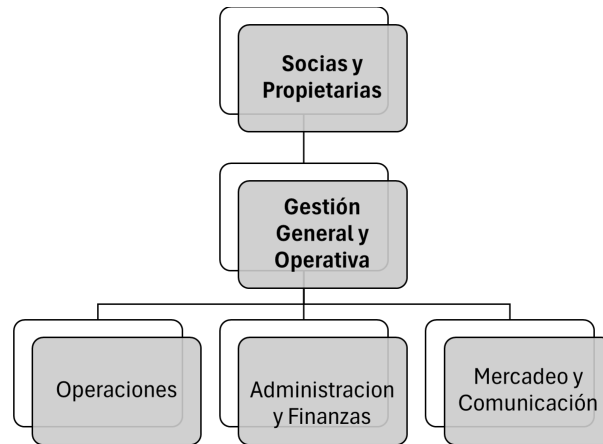 Socias y
Propietarias
Gestión
General y
Operativa
Operaciones
Administracion
y Finanzas
Mercadeo y
Comunicación